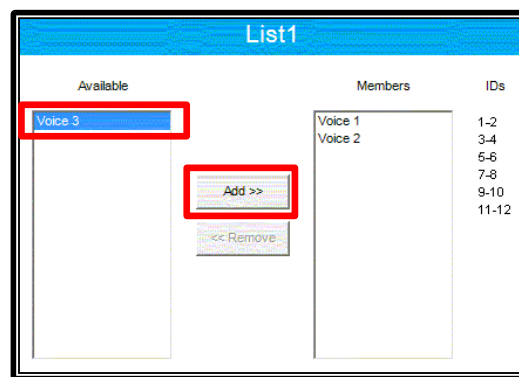 List1
Available
Members
IDs
Voice 3
Voice 1
Voice 2
1-2
3-4
5-6
7-8
9-10
11-12
Add >>
<< Remove